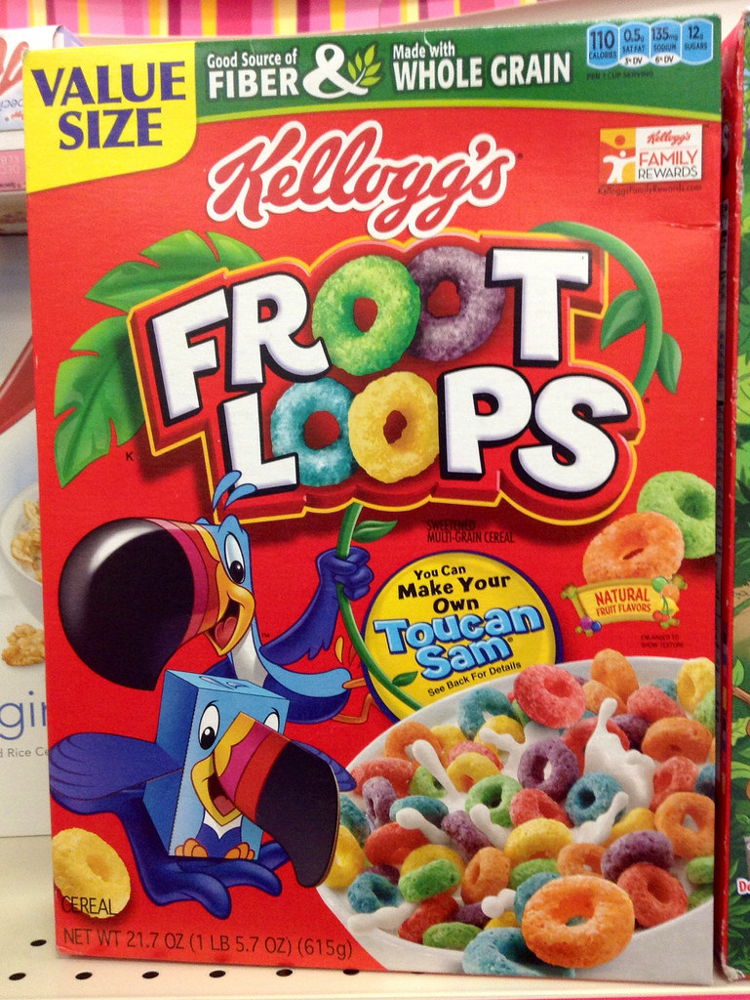 VALUE
SIZE
Good Source of
FIBER
&
Made with
WHOLE GRAIN
110
CALORIES
0.5g
SAT FAT
3% DV
135mg
SODIUM
6% DV
12g
SUGARS
PER 1 CUP SERVING
Kellogg's
Kellogg's
FAMILY
REWARDS
KelloggsFamilyRewards.com
FROOT
LOOPS
K
SWEETENED
MULTI-GRAIN CEREAL
You Can
Make Your
Own
Toucan
Sam
See Back For Details
NATURAL
FRUIT FLAVORS
ENLARGED TO
SHOW TEXTURE
CEREAL
NET WT 21.7 OZ (1 LB 5.7 OZ) (615g)
Rice